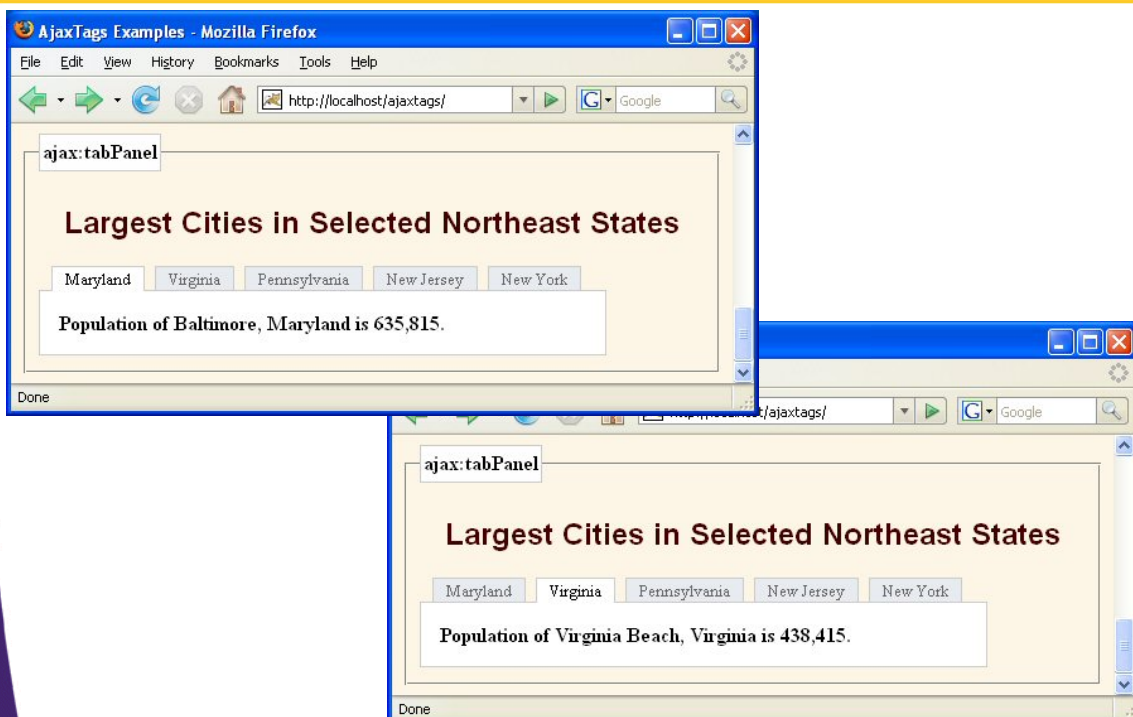 AjaxTags Examples - Mozilla Firefox
File Edit View History Bookmarks Tools Help
http://localhost/ajaxtags/ G Google
ajax:tabPanel
Largest Cities in Selected Northeast States
Maryland Virginia Pennsylvania New Jersey New York
Population of Baltimore, Maryland is 635,815.
Done
t/ajaxtags/ G Google
ajax:tabPanel
Largest Cities in Selected Northeast States
Maryland Virginia Pennsylvania New Jersey New York
Population of Virginia Beach, Virginia is 438,415.
Done